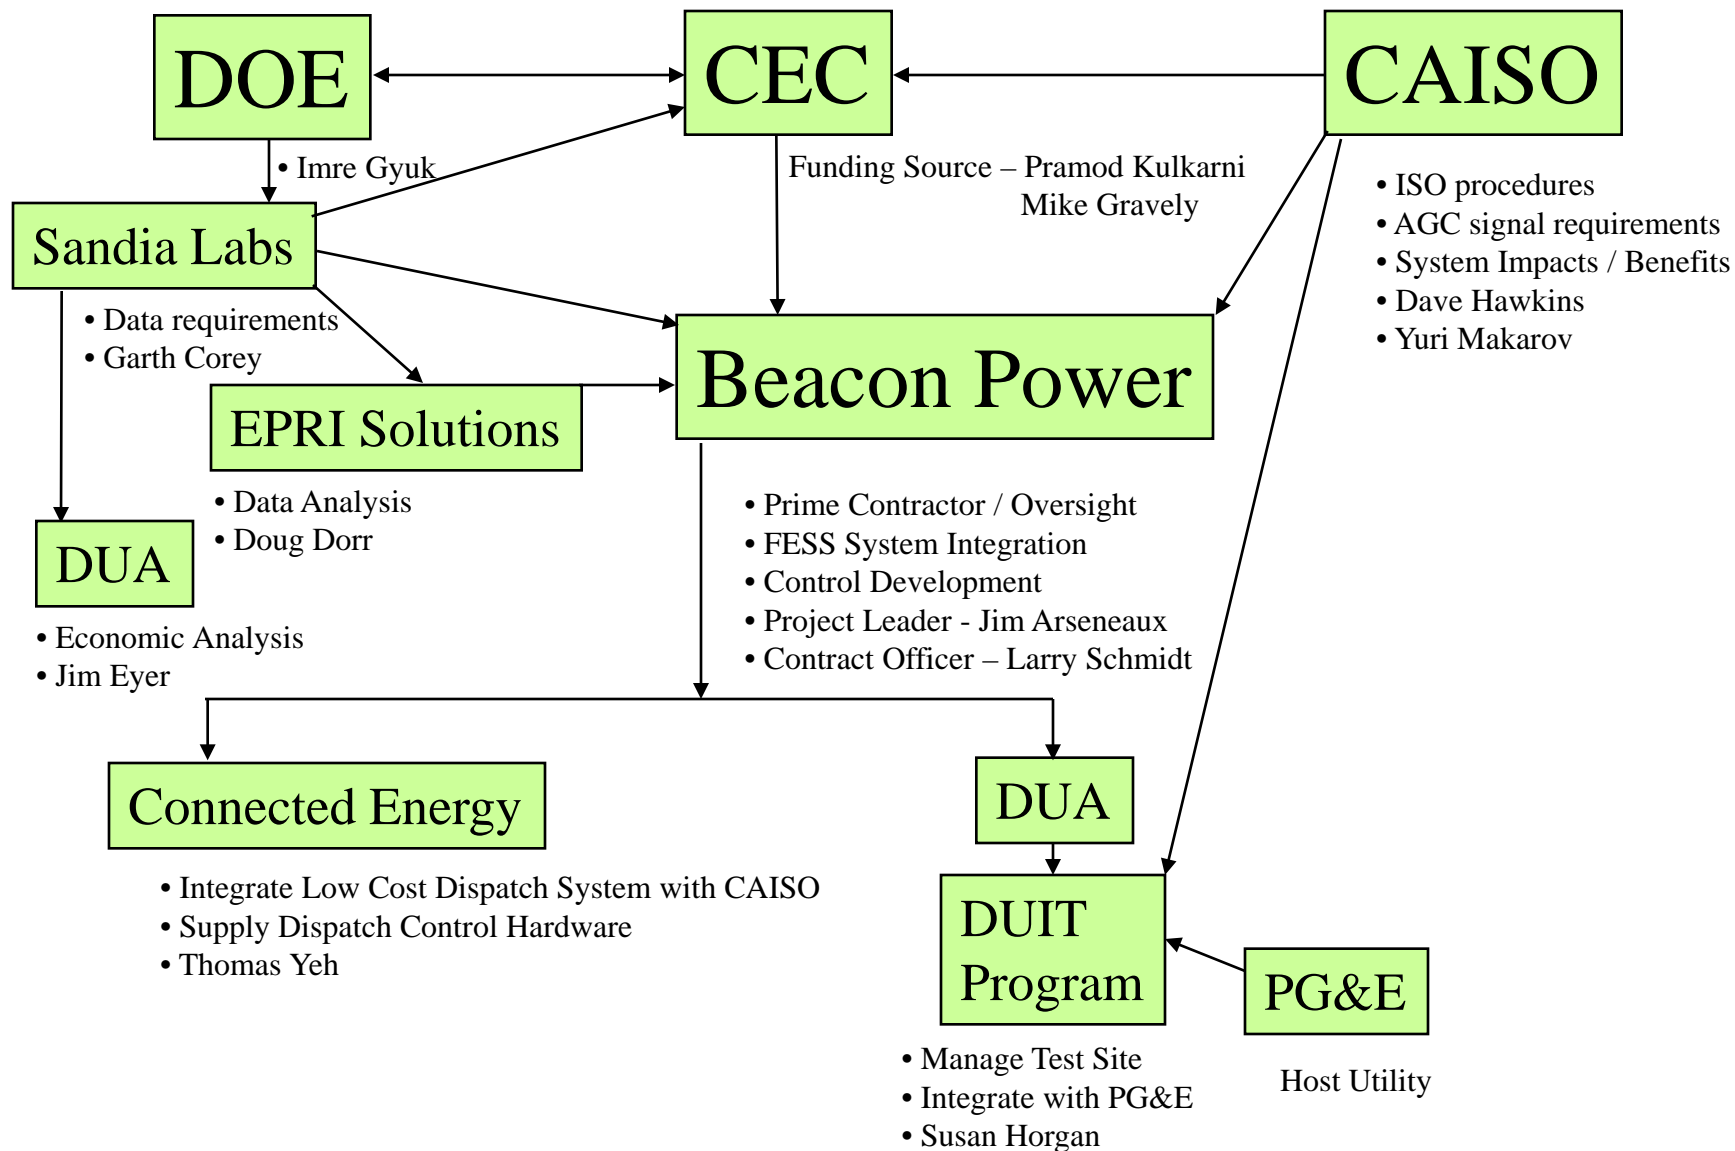 DOE
CEC
CAISO
• Imre Gyuk
Funding Source – Pramod Kulkarni
Mike Gravely
• ISO procedures
• AGC signal requirements
• System Impacts / Benefits
• Dave Hawkins
• Yuri Makarov
Sandia Labs
• Data requirements
• Garth Corey
Beacon Power
EPRI Solutions
• Data Analysis
• Doug Dorr
• Prime Contractor / Oversight
• FESS System Integration
• Control Development
• Project Leader - Jim Arseneaux
• Contract Officer – Larry Schmidt
DUA
• Economic Analysis
• Jim Eyer
Connected Energy
• Integrate Low Cost Dispatch System with CAISO
• Supply Dispatch Control Hardware
• Thomas Yeh
DUA
DUIT
Program
PG&E
• Manage Test Site
• Integrate with PG&E
• Susan Horgan
Host Utility